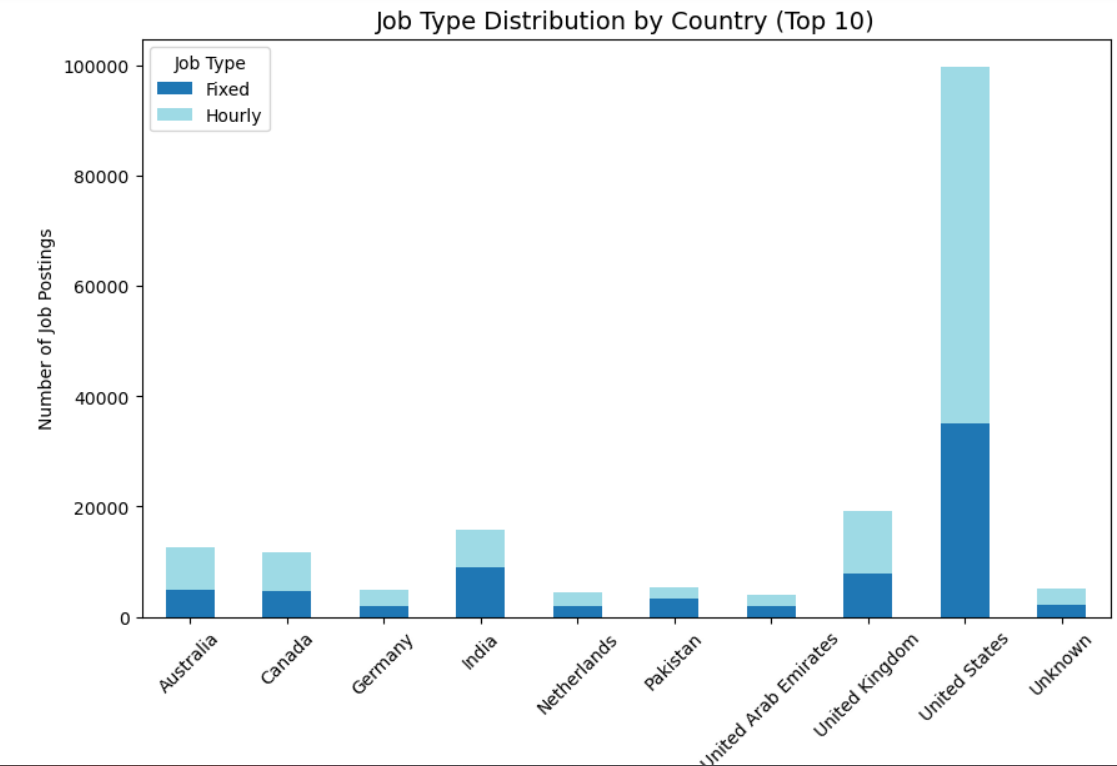 Job Type Distribution by Country (Top 10)
Job Type
Fixed
Hourly
Number of Job Postings
100000
80000
60000
40000
20000
0
Australia
Canada
Germany
India
Netherlands
Pakistan
United Arab Emirates
United Kingdom
United States
Unknown